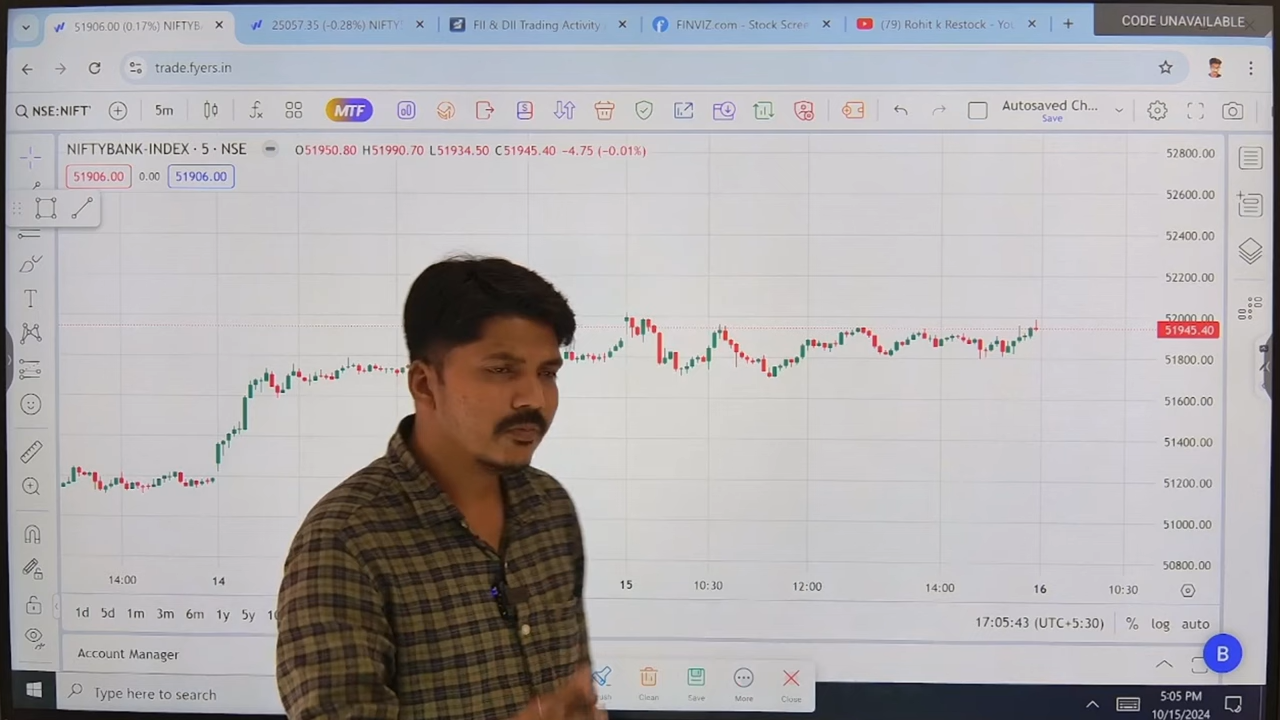 51906.00 (0.17%) NIFTYB
25057.35 (-0.28%) NIFTY
FII & DII Trading Activity
FINVIZ.com - Stock Scree
(79) Rohit k Restock - You
CODE UNAVAILABLE
trade.fyers.in
NSE:NIFT
5m
MTF
Autosaved Ch...
Save
NIFTYBANK-INDEX · 5 · NSE
O51950.80 H51990.70 L51934.50 C51945.40 -4.75 (-0.01%)
51906.00 0.00 51906.00
52800.00
52600.00
52400.00
52200.00
52000.00
51945.40
51800.00
51600.00
51400.00
51200.00
51000.00
50800.00
14:00 14 15 10:30 12:00 14:00 16 10:30
1d 5d 1m 3m 6m 1y 5y
17:05:43 (UTC+5:30) % log auto
Account Manager
B
Clean Save More Close
Type here to search
5:05 PM
10/15/2024